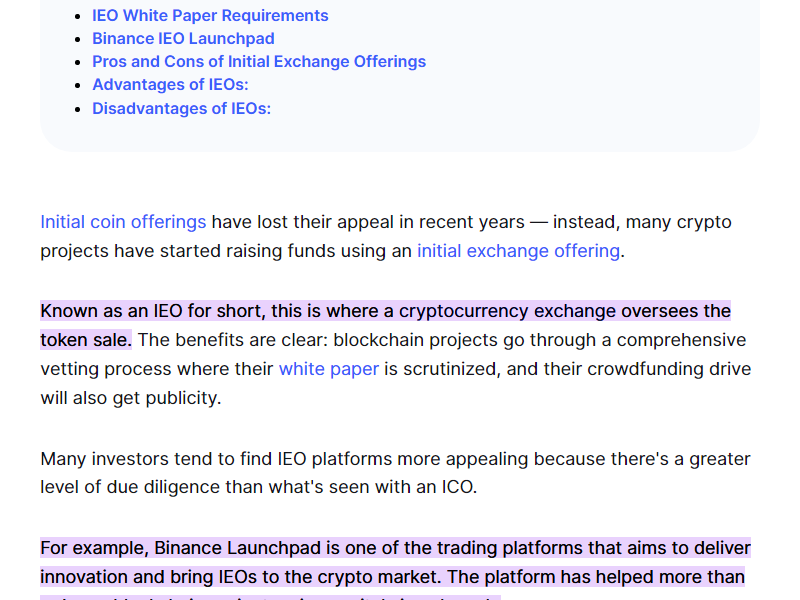 IEO White Paper Requirements
Binance IEO Launchpad
Pros and Cons of Initial Exchange Offerings
Advantages of IEOs:
Disadvantages of IEOs:
Initial coin offerings have lost their appeal in recent years — instead, many crypto
projects have started raising funds using an initial exchange offering.
Known as an IEO for short, this is where a cryptocurrency exchange oversees the
token sale. The benefits are clear: blockchain projects go through a comprehensive
vetting process where their white paper is scrutinized, and their crowdfunding drive
will also get publicity.
Many investors tend to find IEO platforms more appealing because there's a greater
level of due diligence than what's seen with an ICO.
For example, Binance Launchpad is one of the trading platforms that aims to deliver
innovation and bring IEOs to the crypto market. The platform has helped more than